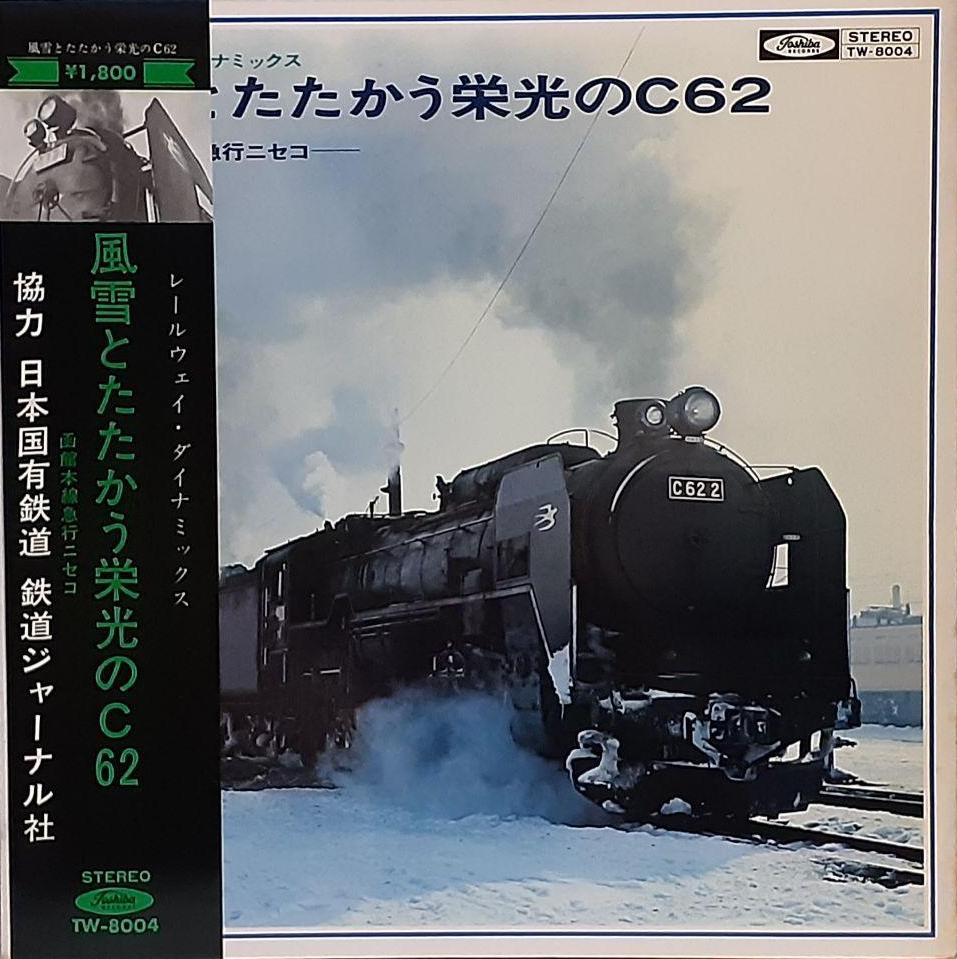 風雪とたたかう栄光のC62
¥1,800
レールウェイ・ダイナミックス
風雪とたたかう栄光のC62
函館本線急行ニセコ
協力 日本国有鉄道 鉄道ジャーナル社
STEREO
Toshiba
RECORDS
TW-8004
ナミックス
とたたかう栄光のC62
急行ニセコ──
Toshiba
RECORDS
STEREO
TW-8004
C62 2